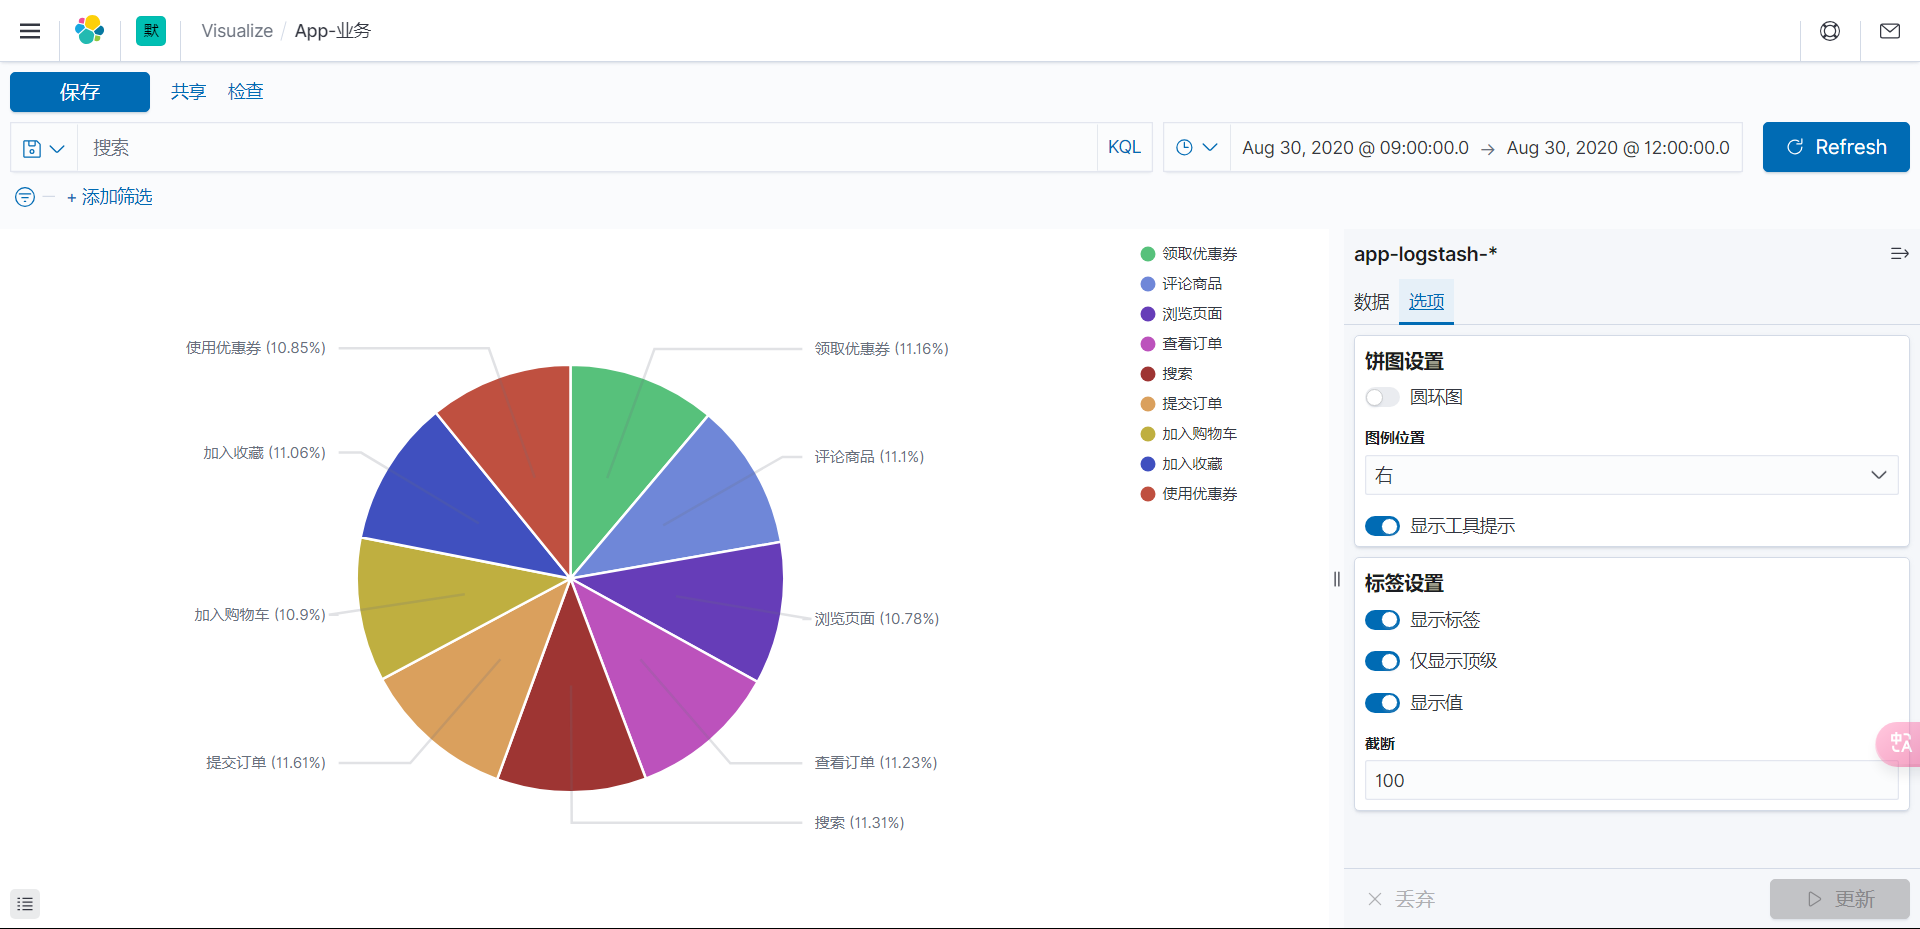 默
Visualize / App-业务
保存 共享 检查
搜索 KQL Aug 30, 2020 @ 09:00:00.0 → Aug 30, 2020 @ 12:00:00.0 Refresh
+ 添加筛选
领取优惠券
评论商品
浏览页面
查看订单
搜索
提交订单
加入购物车
加入收藏
使用优惠券
使用优惠券 (10.85%)
领取优惠券 (11.16%)
加入收藏 (11.06%)
评论商品 (11.1%)
加入购物车 (10.9%)
浏览页面 (10.78%)
提交订单 (11.61%)
查看订单 (11.23%)
搜索 (11.31%)
app-logstash-*
数据 选项
饼图设置
圆环图
图例位置
右
显示工具提示
标签设置
显示标签
仅显示顶级
显示值
截断
100
中 A
丢弃 更新